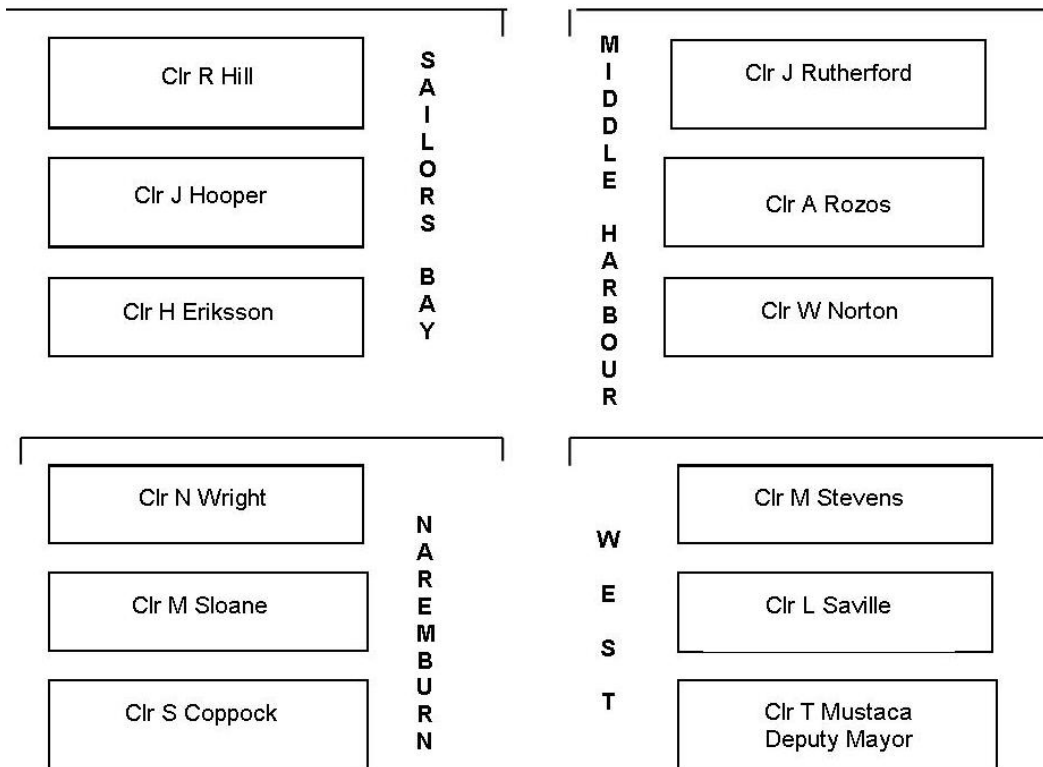 Clr R Hill
Clr J Hooper
Clr H Eriksson
SAILORS BAY
MIDDLE HARBOUR
Clr J Rutherford
Clr A Rozos
Clr W Norton
Clr N Wright
Clr M Sloane
Clr S Coppock
NAREMBURN
WEST
Clr M Stevens
Clr L Saville
Clr T Mustaca
Deputy Mayor